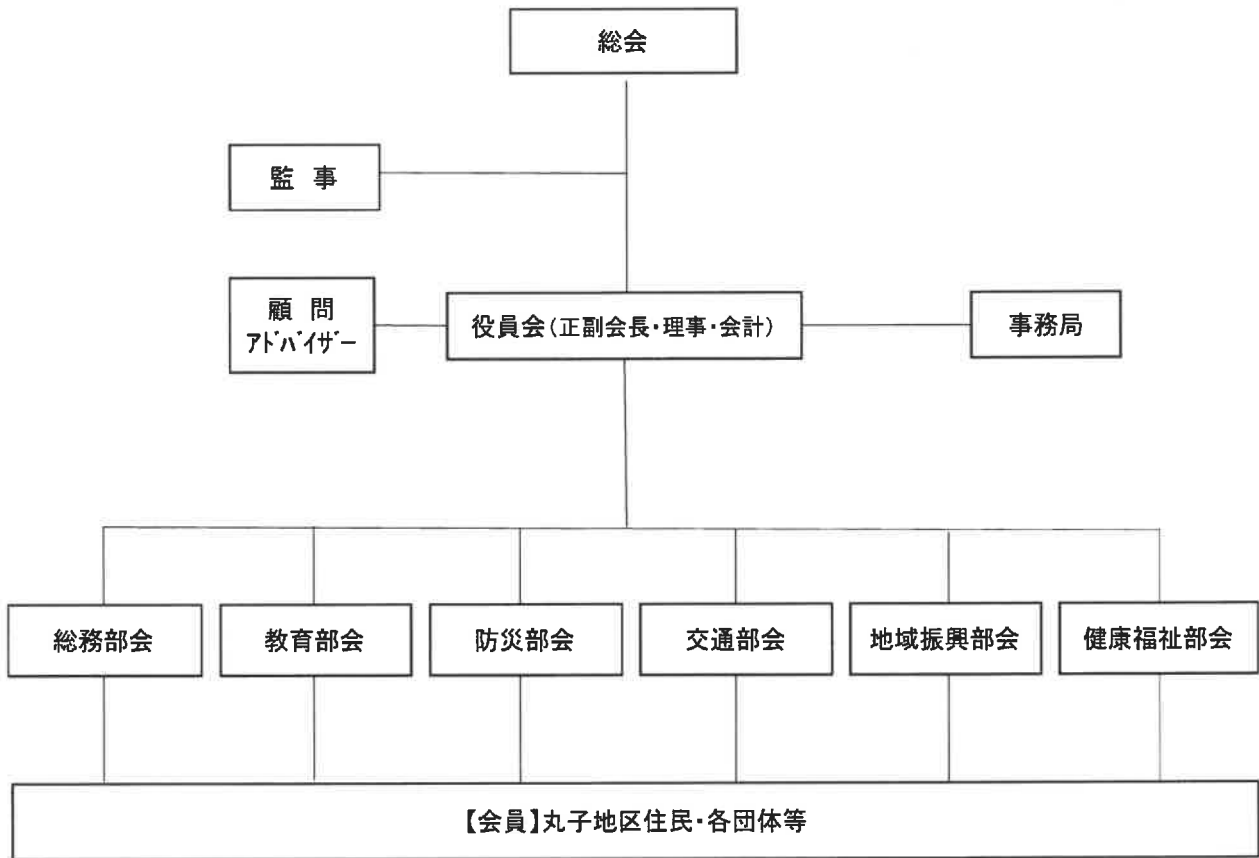 総会
監 事
顧 問
アドバイザー
役員会(正副会長・理事・会計)
事務局
総務部会
教育部会
防災部会
交通部会
地域振興部会
健康福祉部会
【会員】丸子地区住民・各団体等